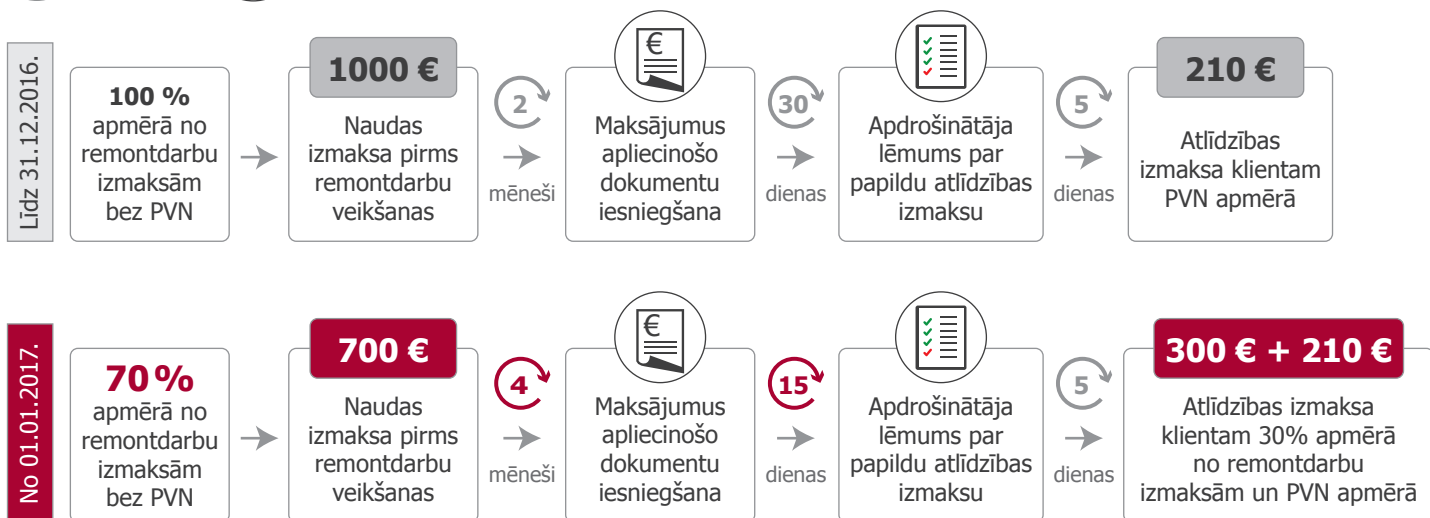 Līdz 31.12.2016.
100 %
apmērā no
remontdarbu
izmaksām
bez PVN
1000 €
Naudas
izmaksa pirms
remontdarbu
veikšanas
2
mēneši
€
Maksājumus
apliecinošo
dokumentu
iesniegšana
30
dienas
Apdrošinātāja
lēmums par
papildu atlīdzības
izmaksu
5
dienas
210 €
Atlīdzības
izmaksa klientam
PVN apmērā
No 01.01.2017.
70 %
apmērā no
remontdarbu
izmaksām
bez PVN
700 €
Naudas
izmaksa pirms
remontdarbu
veikšanas
4
mēneši
€
Maksājumus
apliecinošo
dokumentu
iesniegšana
15
dienas
Apdrošinātāja
lēmums par
papildu atlīdzības
izmaksu
5
dienas
300 € + 210 €
Atlīdzības izmaksa
klientam 30% apmērā
no remontdarbu
izmaksām un PVN apmērā